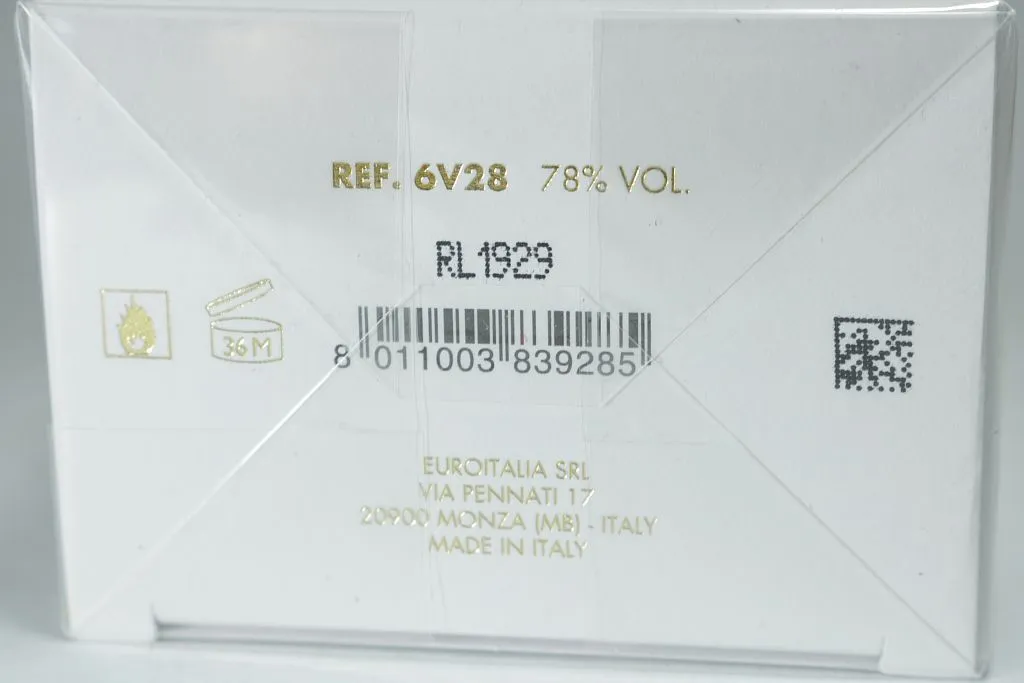 REF. 6V28 78% VOL.
RL1929
36 M
8 011003 839285
EUROITALIA SRL
VIA PENNATI 17
20900 MONZA (MB) - ITALY
MADE IN ITALY